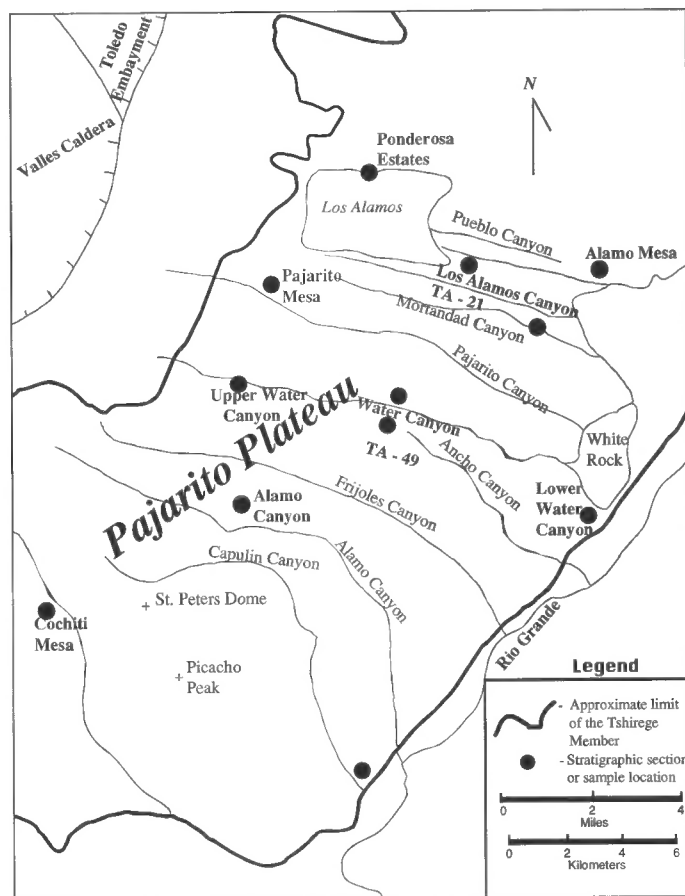 Toledo
Embayment
Valles Caldera
N
Ponderosa
Estates
Los Alamos
Pueblo Canyon
Alamo Mesa
Pajarito
Mesa
Los Alamos Canyon
TA - 21
Mortandad Canyon
Pajarito Canyon
Upper Water
Canyon
Water Canyon
Pajarito Plateau
TA - 49
Ancho Canyon
White
Rock
Lower
Water
Canyon
Alamo
Canyon
Frijoles Canyon
Capulin Canyon
Alamo Canyon
St. Peters Dome
Cochiti
Mesa
Picacho
Peak
Rio Grande
Legend
- Approximate limit
of the Tshirege
Member
- Stratigraphic section
or sample location
0 2 4
Miles
0 2 4 6
Kilometers